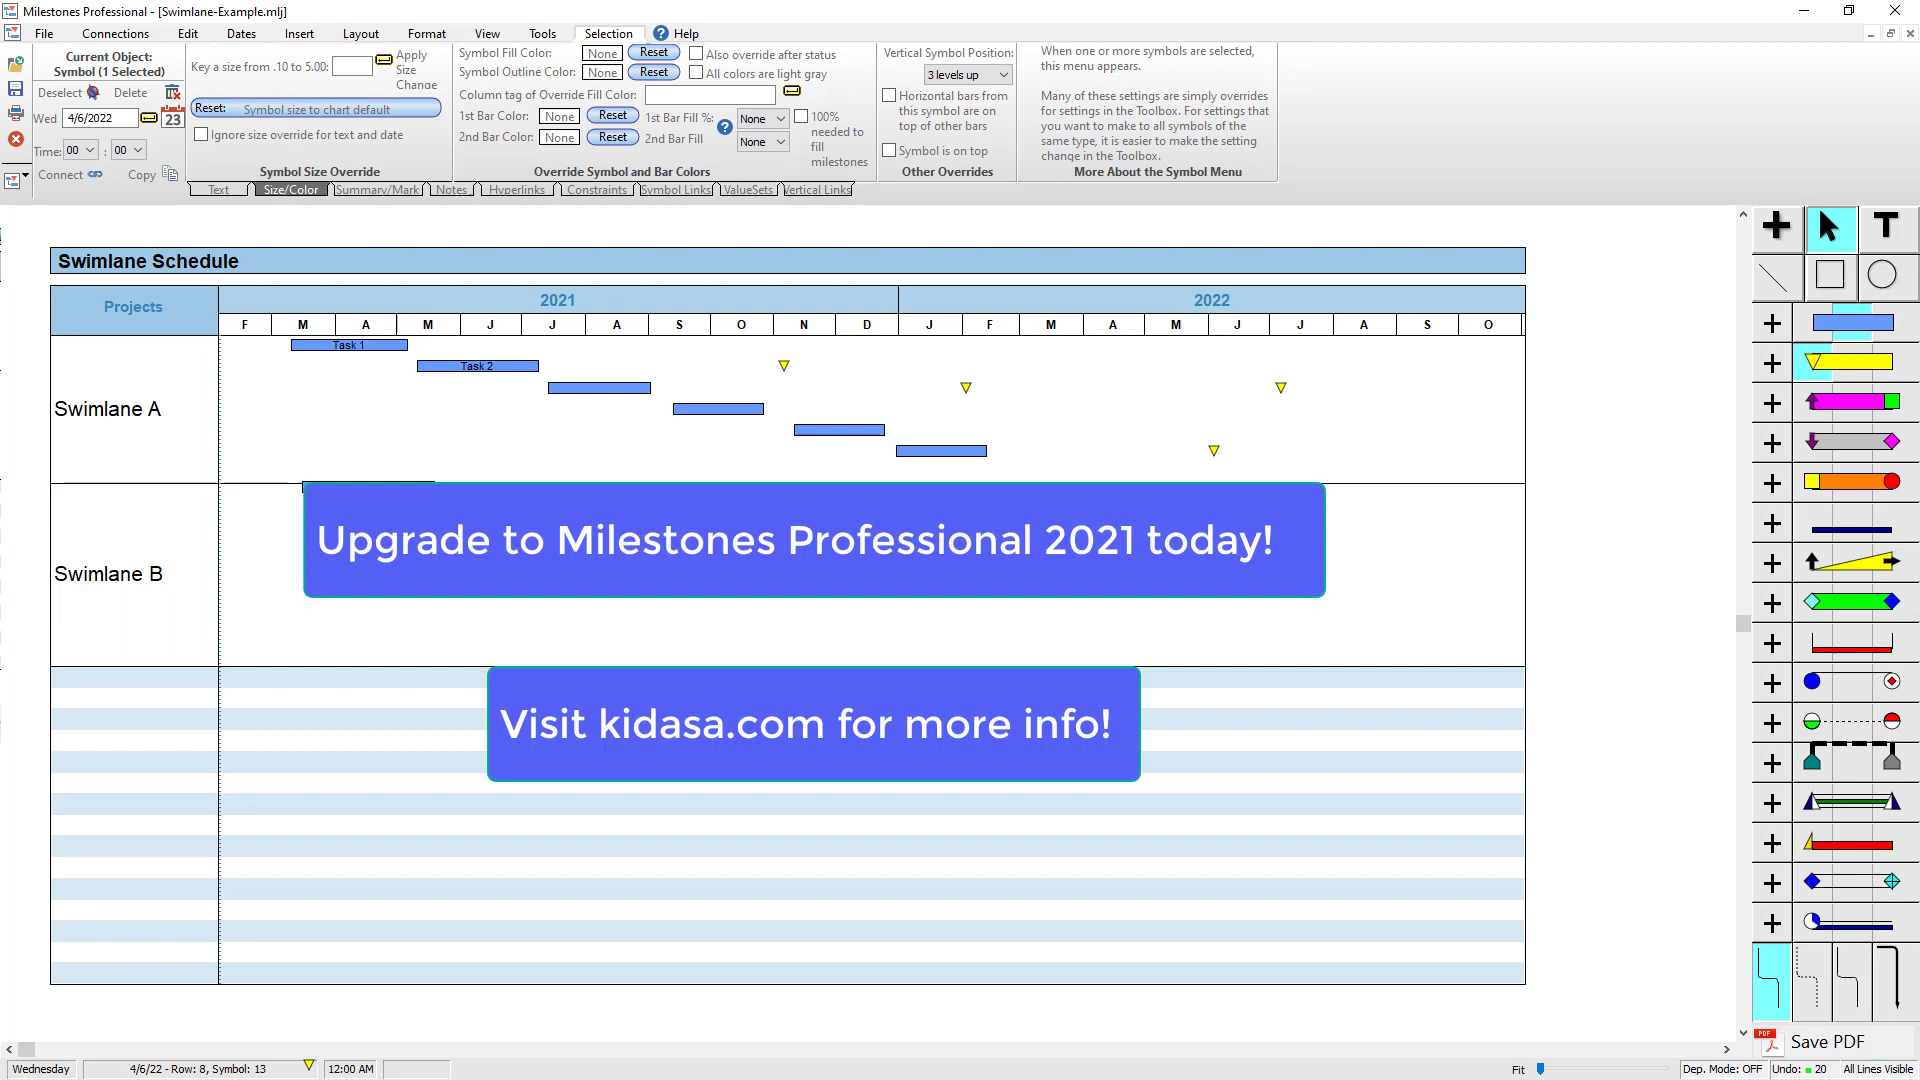 Milestones Professional - [Swimlane-Example.mlj]
File Connections Edit Dates Insert Layout Format View Tools Selection Help
Current Object:
Symbol (1 Selected)
Deselect Delete
Wed 4/6/2022 23
Time: 00 : 00
Connect Copy
Key a size from .10 to 5.00:
Apply
Size
Change
Reset: Symbol size to chart default
Ignore size override for text and date
Symbol Size Override
Symbol Fill Color: None Reset Also override after status
Symbol Outline Color: None Reset All colors are light gray
Column tag of Override Fill Color:
1st Bar Color: None Reset 1st Bar Fill %: None
2nd Bar Color: None Reset 2nd Bar Fill None
100%
needed to
fill
milestones
Override Symbol and Bar Colors
Vertical Symbol Position:
3 levels up
Horizontal bars from
this symbol are on
top of other bars
Symbol is on top
Other Overrides
When one or more symbols are selected,
this menu appears.
Many of these settings are simply overrides
for settings in the Toolbox. For settings that
you want to make to all symbols of the
same type, it is easier to make the setting
change in the Toolbox.
More About the Symbol Menu
Text Size/Color Summary/Mark Notes Hyperlinks Constraints Symbol Links ValueSets Vertical Links
Swimlane Schedule
Projects 2021 2022
F M A M J J A S O N D J F M A M J J A S O
Task 1
Task 2
Swimlane A
Swimlane B
Upgrade to Milestones Professional 2021 today!
Visit kidasa.com for more info!
T
PDF Save PDF
Wednesday 4/6/22 - Row: 8, Symbol: 13 12:00 AM Fit Dep. Mode: OFF Undo: 20 All Lines Visible